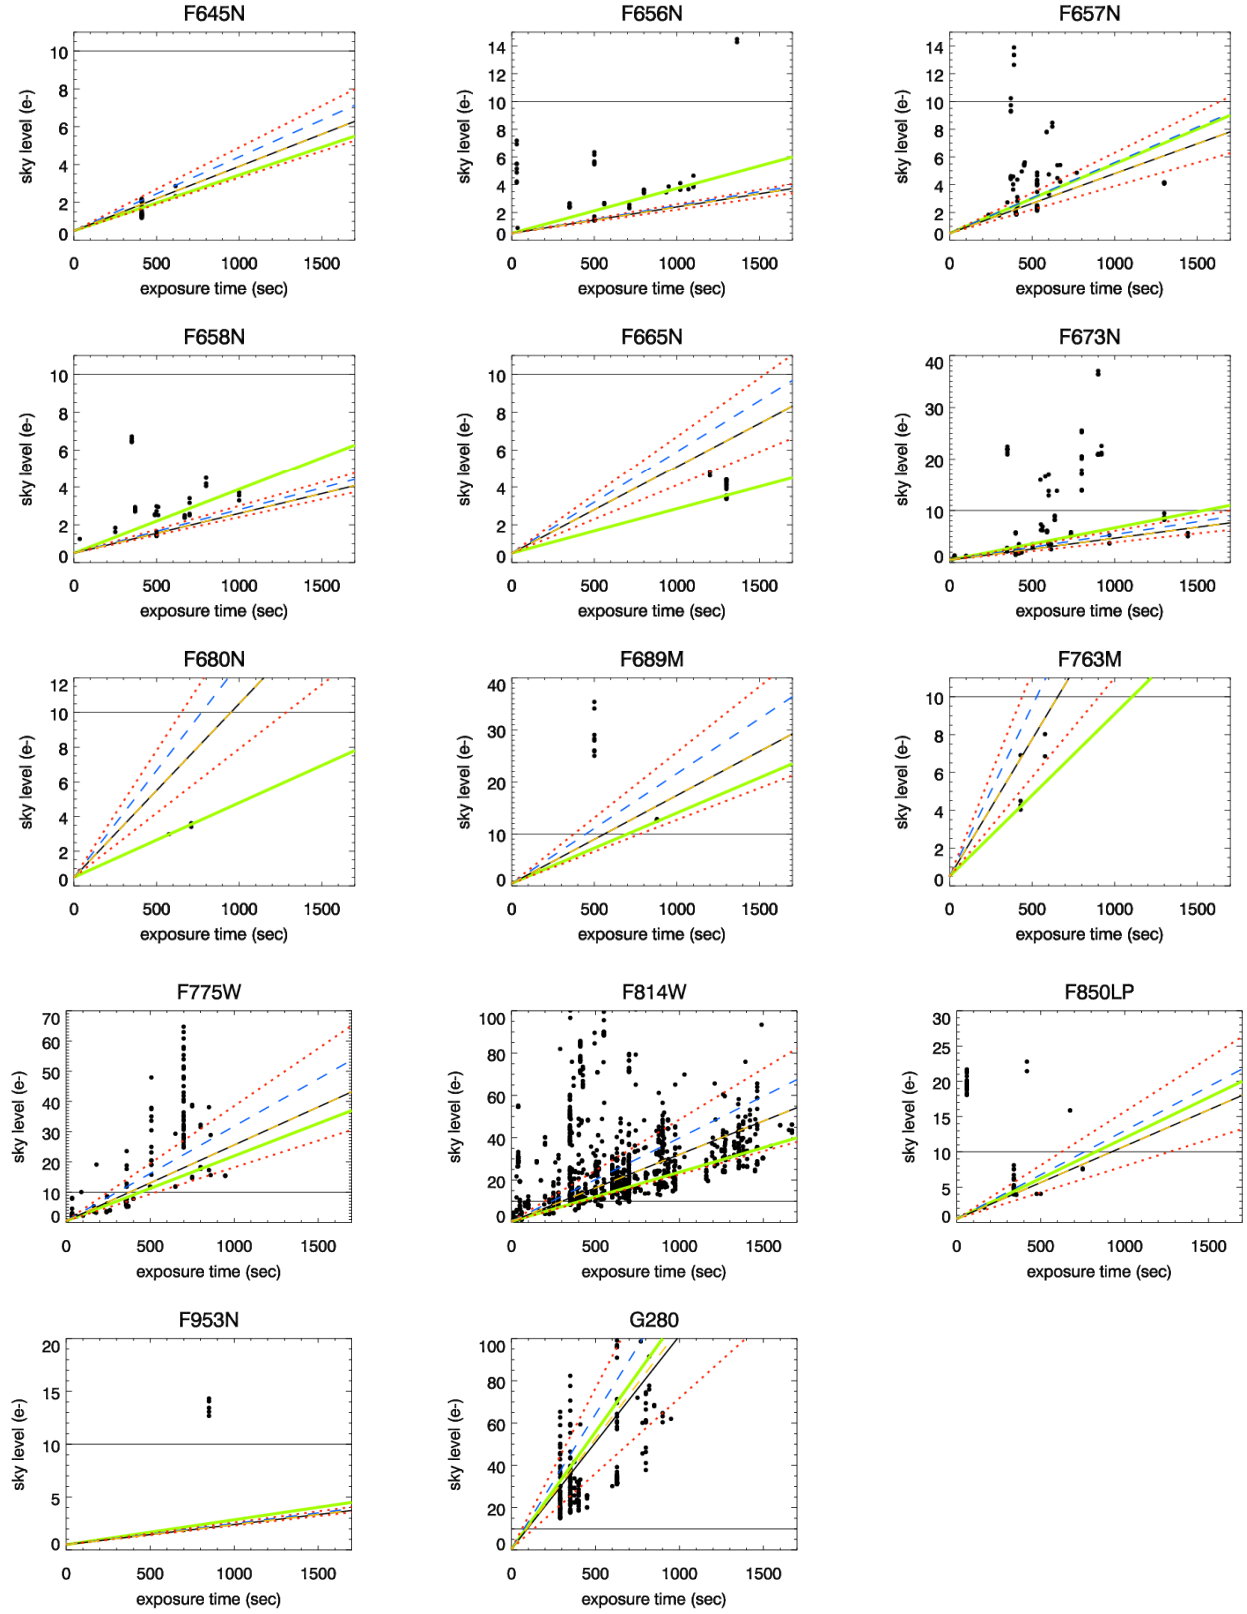 F645N F656N F657N
10 14 14
8 12 12
6 10 10
4 8 8
2 6 6
0 4 4
2 2
0 0
sky level (e-) sky level (e-) sky level (e-)
0 500 1000 1500 0 500 1000 1500 0 500 1000 1500
exposure time (sec) exposure time (sec) exposure time (sec)
F658N F665N F673N
10 10 40
8 8 30
6 6 20
4 4 10
2 2 0
0 0
sky level (e-) sky level (e-) sky level (e-)
0 500 1000 1500 0 500 1000 1500 0 500 1000 1500
exposure time (sec) exposure time (sec) exposure time (sec)
F680N F689M F763M
12 40 10
10 30 8
8 20 6
6 10 4
4 0 2
2 0
0
sky level (e-) sky level (e-) sky level (e-)
0 500 1000 1500 0 500 1000 1500 0 500 1000 1500
exposure time (sec) exposure time (sec) exposure time (sec)
F775W F814W F850LP
70 100 30
60 80 25
50 60 20
40 40 15
30 20 10
20 0 5
10 0
0
sky level (e-) sky level (e-) sky level (e-)
0 500 1000 1500 0 500 1000 1500 0 500 1000 1500
exposure time (sec) exposure time (sec) exposure time (sec)
F953N G280
20 100
15 80
10 60
5 40
0 20
0
sky level (e-) sky level (e-)
0 500 1000 1500 0 500 1000 1500
exposure time (sec) exposure time (sec)